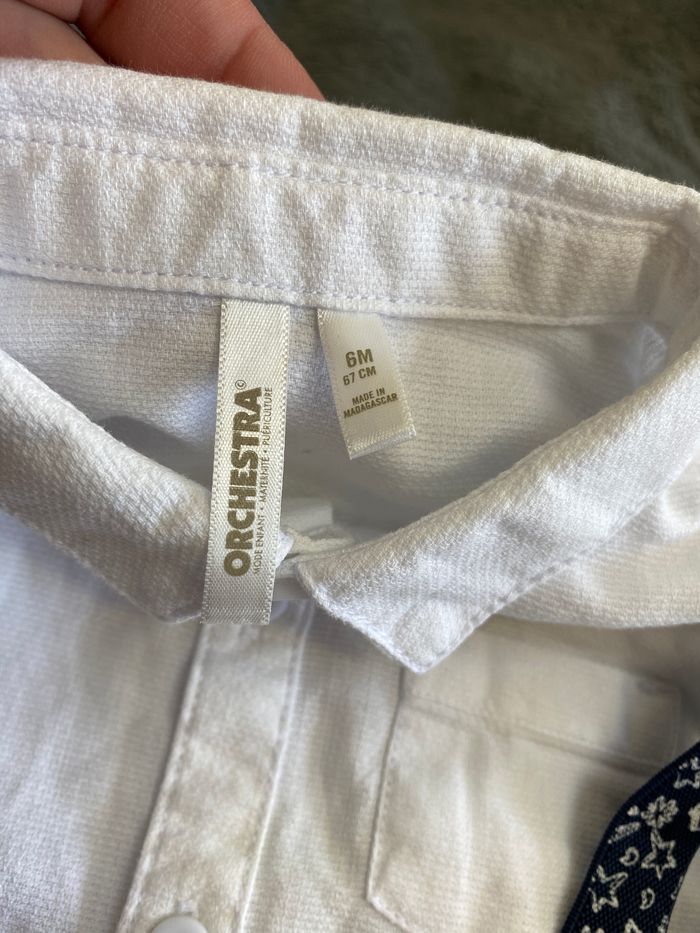 ORCHESTRA©
MODE ENFANT • MATERNITÉ • PUÉRICULTURE
6M
67 CM
MADE IN
MADAGASCAR